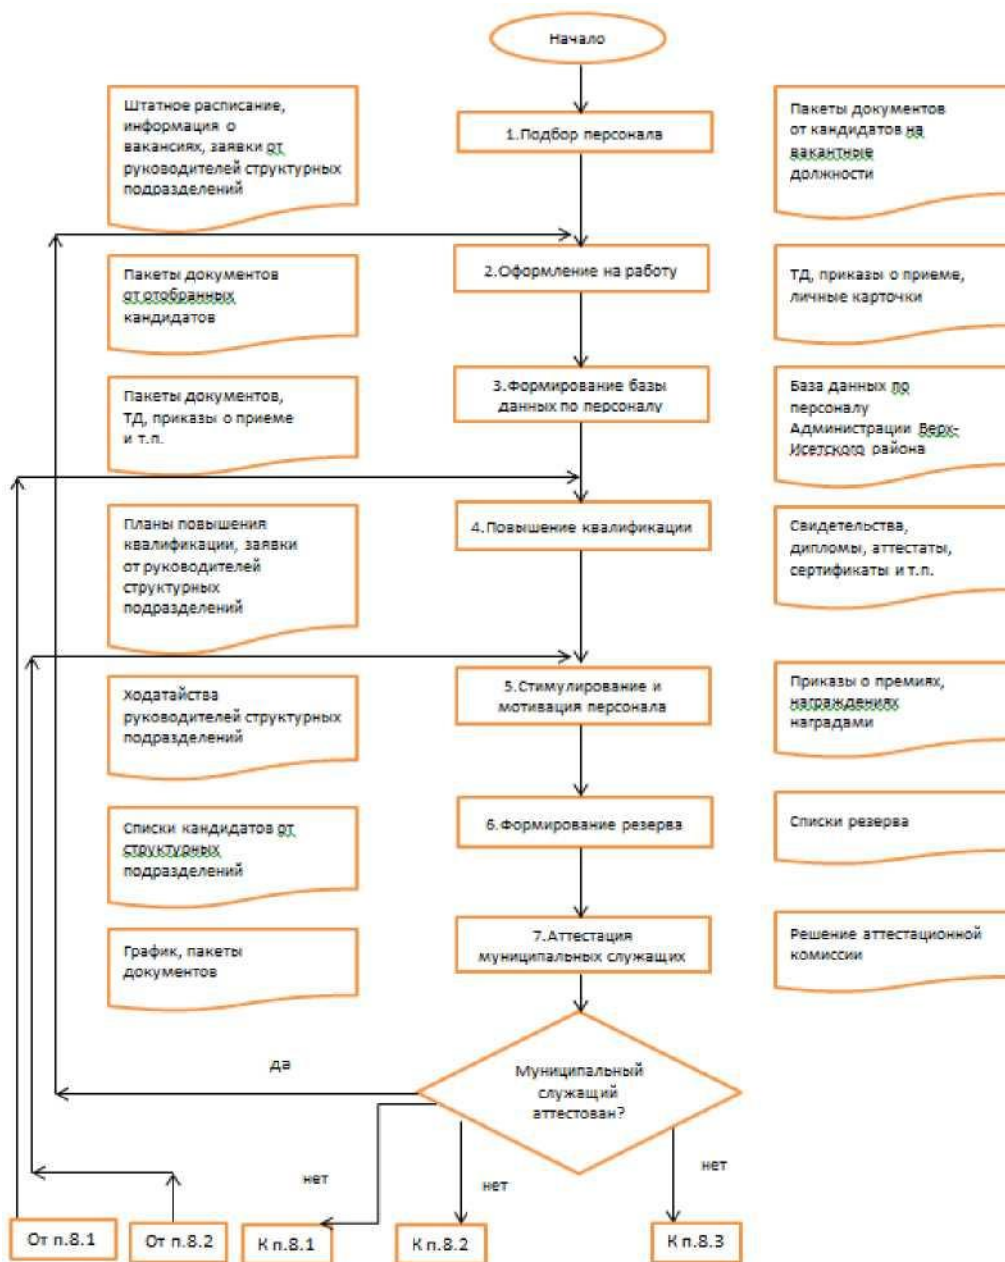 Начало
Штатное расписание,
информация о
вакансиях, заявки от
руководителей структурных
подразделений
1.Подбор персонала
Пакеты документов
от кандидатов на
вакантные
должности
Пакеты документов
от отобранных
кандидатов
2.Оформление на работу
ТД, приказы о приеме,
личные карточки
Пакеты документов,
ТД, приказы о приеме
и т.п.
3.Формирование базы
данных по персоналу
База данных по
персоналу
Администрации Верх-
Исетского района
Планы повышения
квалификации, заявки
от руководителей
структурных
подразделений
4.Повышение квалификации
Свидетельства,
дипломы, аттестаты,
сертификаты и т.п.
Ходатайства
руководителей структурных
подразделений
5.Стимулирование и
мотивация персонала
Приказы о премиях,
награждениях
наградами
Списки кандидатов от
структурных
подразделений
6.Формирование резерва
Списки резерва
График, пакеты
документов
7.Аттестация
муниципальных служащих
Решение аттестационной
комиссии
да
Муниципальный
служащий
аттестован?
нет
нет
нет
От п.8.1
От п.8.2
К п.8.1
К п.8.2
К п.8.3